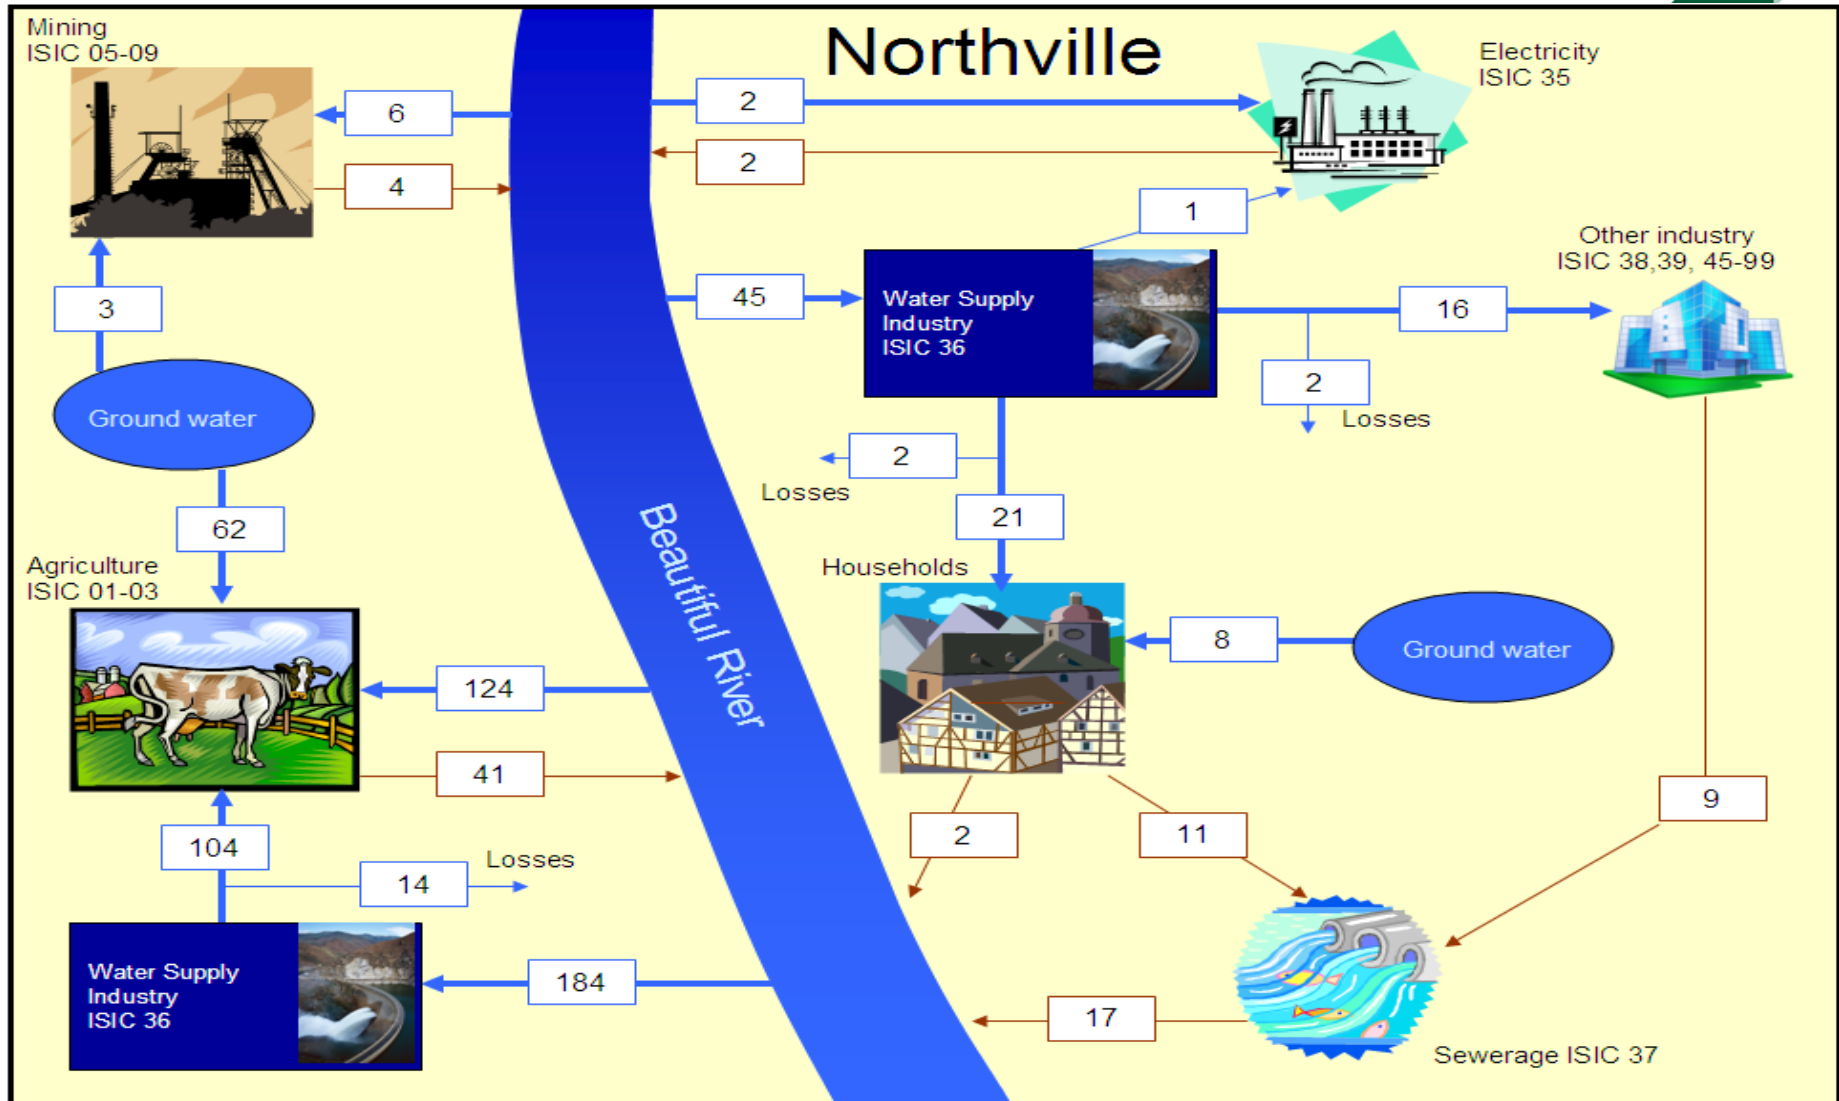 Mining
ISIC 05-09
Northville
Electricity
ISIC 35
6
2
4
2
1
Other industry
ISIC 38,39, 45-99
3
45
Water Supply
Industry
ISIC 36
16
2
Losses
Ground water
2
Losses
62
21
Beautiful River
Agriculture
ISIC 01-03
Households
8
Ground water
124
41
9
104
2
11
Losses
14
Water Supply
Industry
ISIC 36
184
17
Sewerage ISIC 37